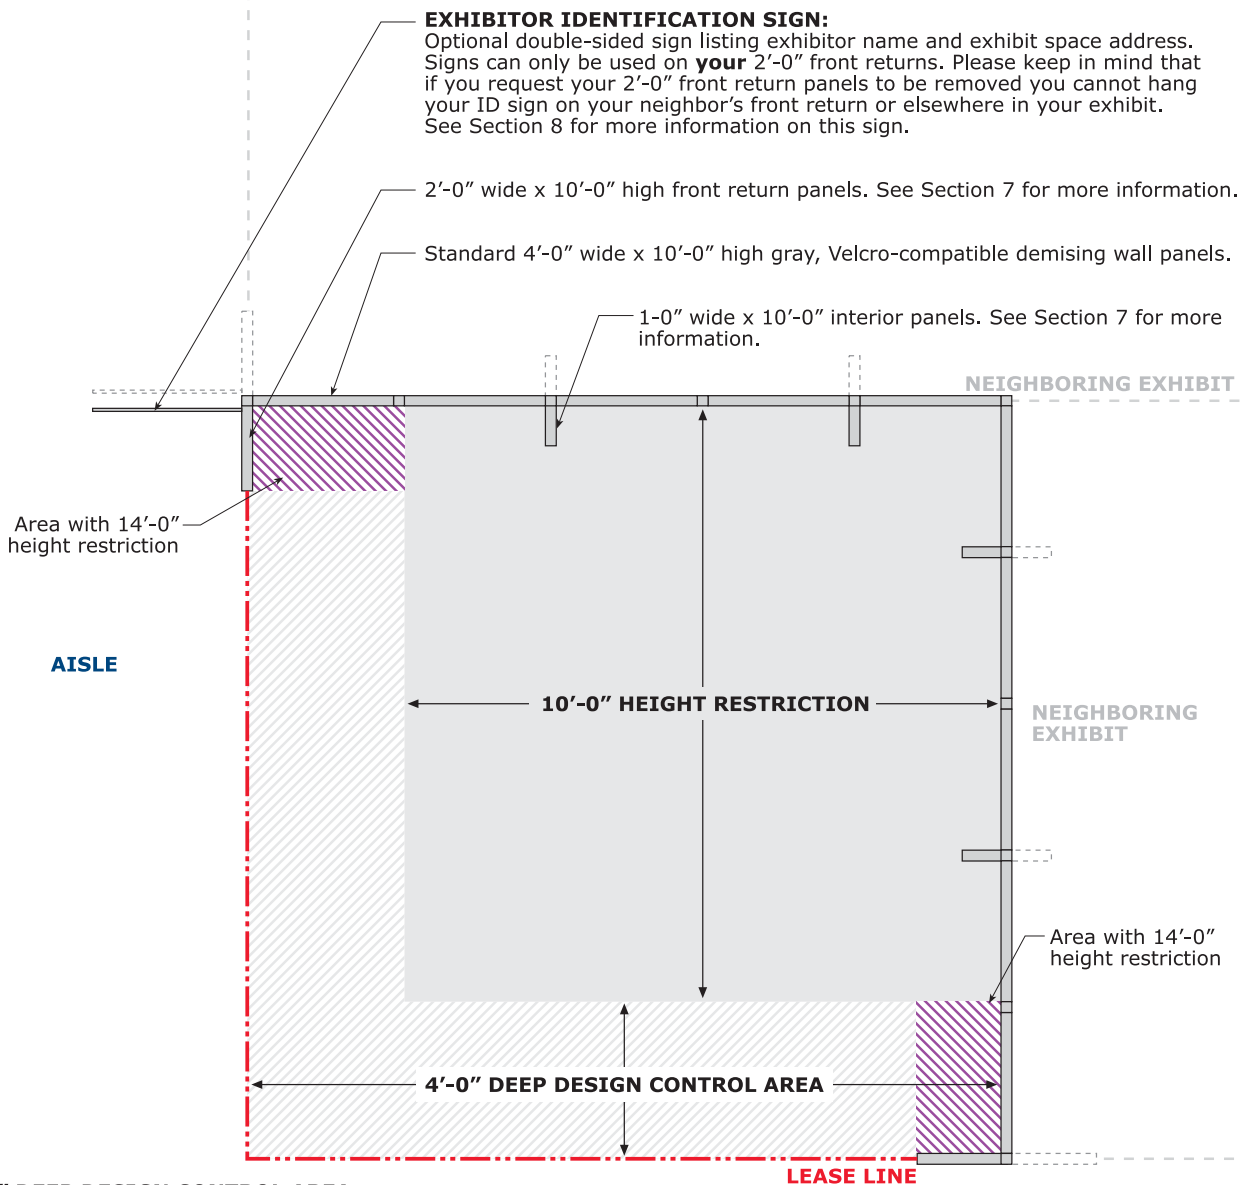 EXHIBITOR IDENTIFICATION SIGN:
Optional double-sided sign listing exhibitor name and exhibit space address.
Signs can only be used on your 2’-0” front returns. Please keep in mind that
if you request your 2’-0” front return panels to be removed you cannot hang
your ID sign on your neighbor’s front return or elsewhere in your exhibit.
See Section 8 for more information on this sign.
2’-0” wide x 10’-0” high front return panels. See Section 7 for more information.
Standard 4’-0” wide x 10’-0” high gray, Velcro-compatible demising wall panels.
1-0” wide x 10’-0” interior panels. See Section 7 for more
information.
NEIGHBORING EXHIBIT
Area with 14’-0”
height restriction
AISLE
10’-0” HEIGHT RESTRICTION
NEIGHBORING
EXHIBIT
Area with 14’-0”
height restriction
4’-0” DEEP DESIGN CONTROL AREA
LEASE LINE
DEEP DESIGN CONTROL AREA